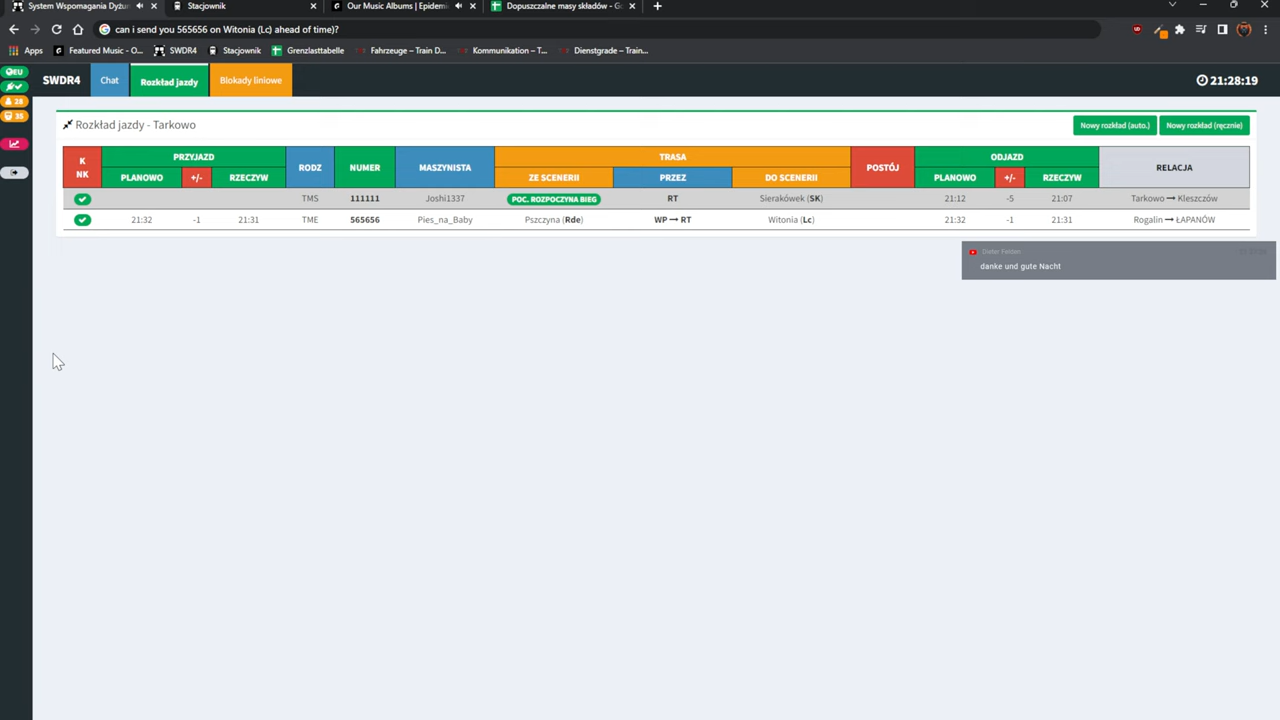 System Wspomagania Dyżu
Stacjownik
Our Music Albums | Epidem
Dopuszczalne masy składów - Go
can i send you 565656 on Witonia (Lc) ahead of time)?
Apps
Featured Music - O...
SWDR4
Stacjownik
Grenzlasttabelle
Fahrzeuge – Train D...
Kommunikation – T...
Dienstgrade – Train...
EU
28
35
SWDR4
Chat
Rozkład jazdy
Blokady liniowe
21:28:19
Rozkład jazdy - Tarkowo
Nowy rozkład (auto.)
Nowy rozkład (ręcznie)
K NK
PRZYJAZD
RODZ
NUMER
MASZYNISTA
TRASA
POSTÓJ
ODJAZD
RELACJA
PLANOWO
+/-
RZECZYW
ZE SCENERII
PRZEZ
DO SCENERII
PLANOWO
+/-
RZECZYW
TMS 111111 Joshi1337 POC. ROZPOCZYNA BIEG RT Sierakówek (SK) 21:12 -5 21:07 Tarkowo → Kleszczów
21:32 -1 21:31 TME 565656 Pies_na_Baby Pszczyna (Rde) WP → RT Witonia (Lc) 21:32 -1 21:31 Rogalin → ŁAPANÓW
danke und gute Nacht